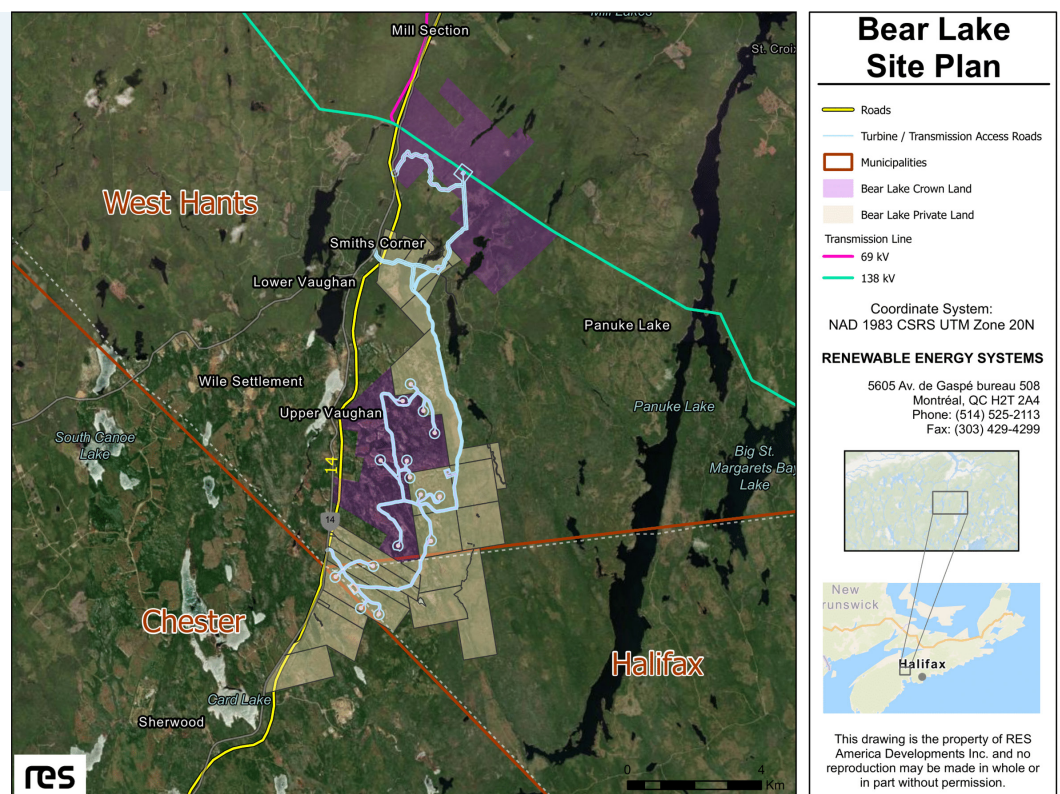 Mill Lakes
Mill Section
St. Croix
West Hants
Smiths Corner
Lower Vaughan
Panuke Lake
Wile Settlement
Panuke Lake
Upper Vaughan
South Canoe
Lake
Big St.
Margarets Bay
Lake
14
14
Chester
Halifax
Card Lake
Sherwood
res
0 4
Km
Bear Lake
Site Plan
Roads
Turbine / Transmission Access Roads
Municipalities
Bear Lake Crown Land
Bear Lake Private Land
Transmission Line
69 kV
138 kV
Coordinate System:
NAD 1983 CSRS UTM Zone 20N
RENEWABLE ENERGY SYSTEMS
5605 Av. de Gaspé bureau 508
Montréal, QC H2T 2A4
Phone: (514) 525-2113
Fax: (303) 429-4299
New
runswick
Halifax
This drawing is the property of RES
America Developments Inc. and no
reproduction may be made in whole or
in part without permission.